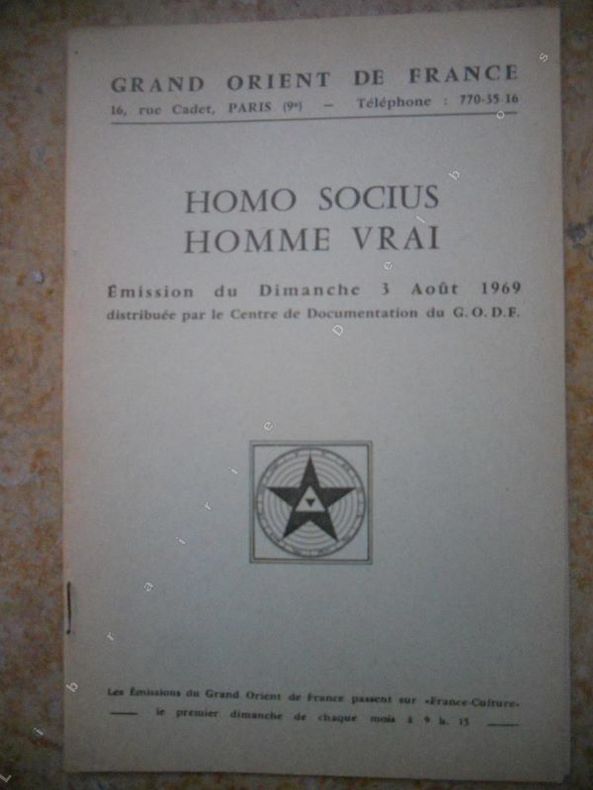 GRAND ORIENT DE FRANCE
16, rue Cadet, PARIS (9ᵉ) — Téléphone : 770-35-16
HOMO SOCIUS
HOMME VRAI
Émission du Dimanche 3 Août 1969
distribuée par le Centre de Documentation du G. O. D. F.
Les Émissions du Grand Orient de France passent sur «France-Culture»
le premier dimanche de chaque mois à 9 h. 15